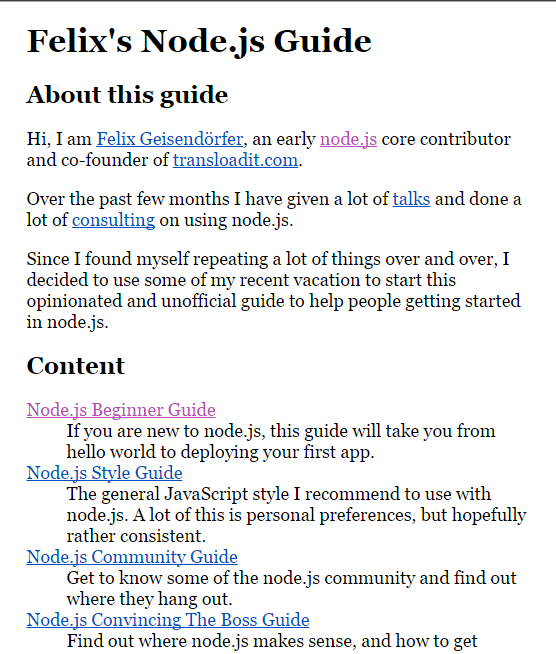 Felix's Node.js Guide
About this guide
Hi, I am Felix Geisendörfer, an early node.js core contributor
and co-founder of transloadit.com.
Over the past few months I have given a lot of talks and done a
lot of consulting on using node.js.
Since I found myself repeating a lot of things over and over, I
decided to use some of my recent vacation to start this
opinionated and unofficial guide to help people getting started
in node.js.
Content
Node.js Beginner Guide
If you are new to node.js, this guide will take you from
hello world to deploying your first app.
Node.js Style Guide
The general JavaScript style I recommend to use with
node.js. A lot of this is personal preferences, but hopefully
rather consistent.
Node.js Community Guide
Get to know some of the node.js community and find out
where they hang out.
Node.js Convincing The Boss Guide
Find out where node.js makes sense, and how to get